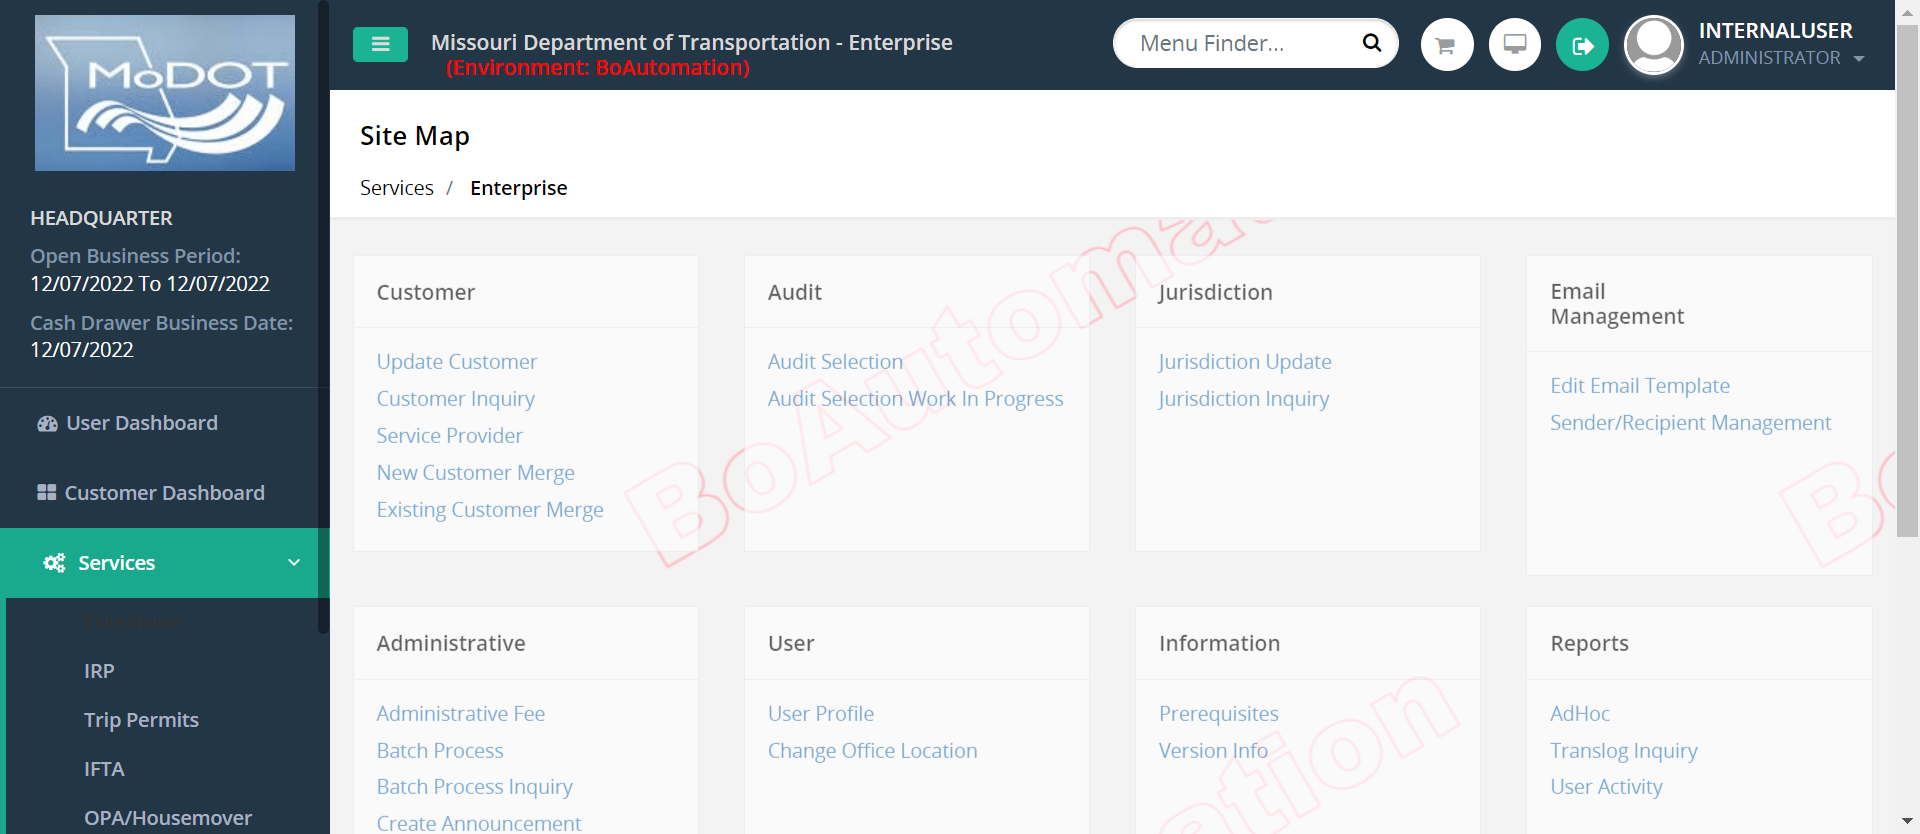 MoDOT
HEADQUARTER
Open Business Period:
12/07/2022 To 12/07/2022
Cash Drawer Business Date:
12/07/2022
User Dashboard
Customer Dashboard
Services
Enterprise
IRP
Trip Permits
IFTA
OPA/Housemover
Missouri Department of Transportation - Enterprise
(Environment: BoAutomation)
Menu Finder...
INTERNALUSER
ADMINISTRATOR
Site Map
Services / Enterprise
Customer
Update Customer
Customer Inquiry
Service Provider
New Customer Merge
Existing Customer Merge
Audit
Audit Selection
Audit Selection Work In Progress
Jurisdiction
Jurisdiction Update
Jurisdiction Inquiry
Email
Management
Edit Email Template
Sender/Recipient Management
Administrative
Administrative Fee
Batch Process
Batch Process Inquiry
Create Announcement
User
User Profile
Change Office Location
Information
Prerequisites
Version Info
Reports
AdHoc
Translog Inquiry
User Activity
BoAutoma
ation
Bo